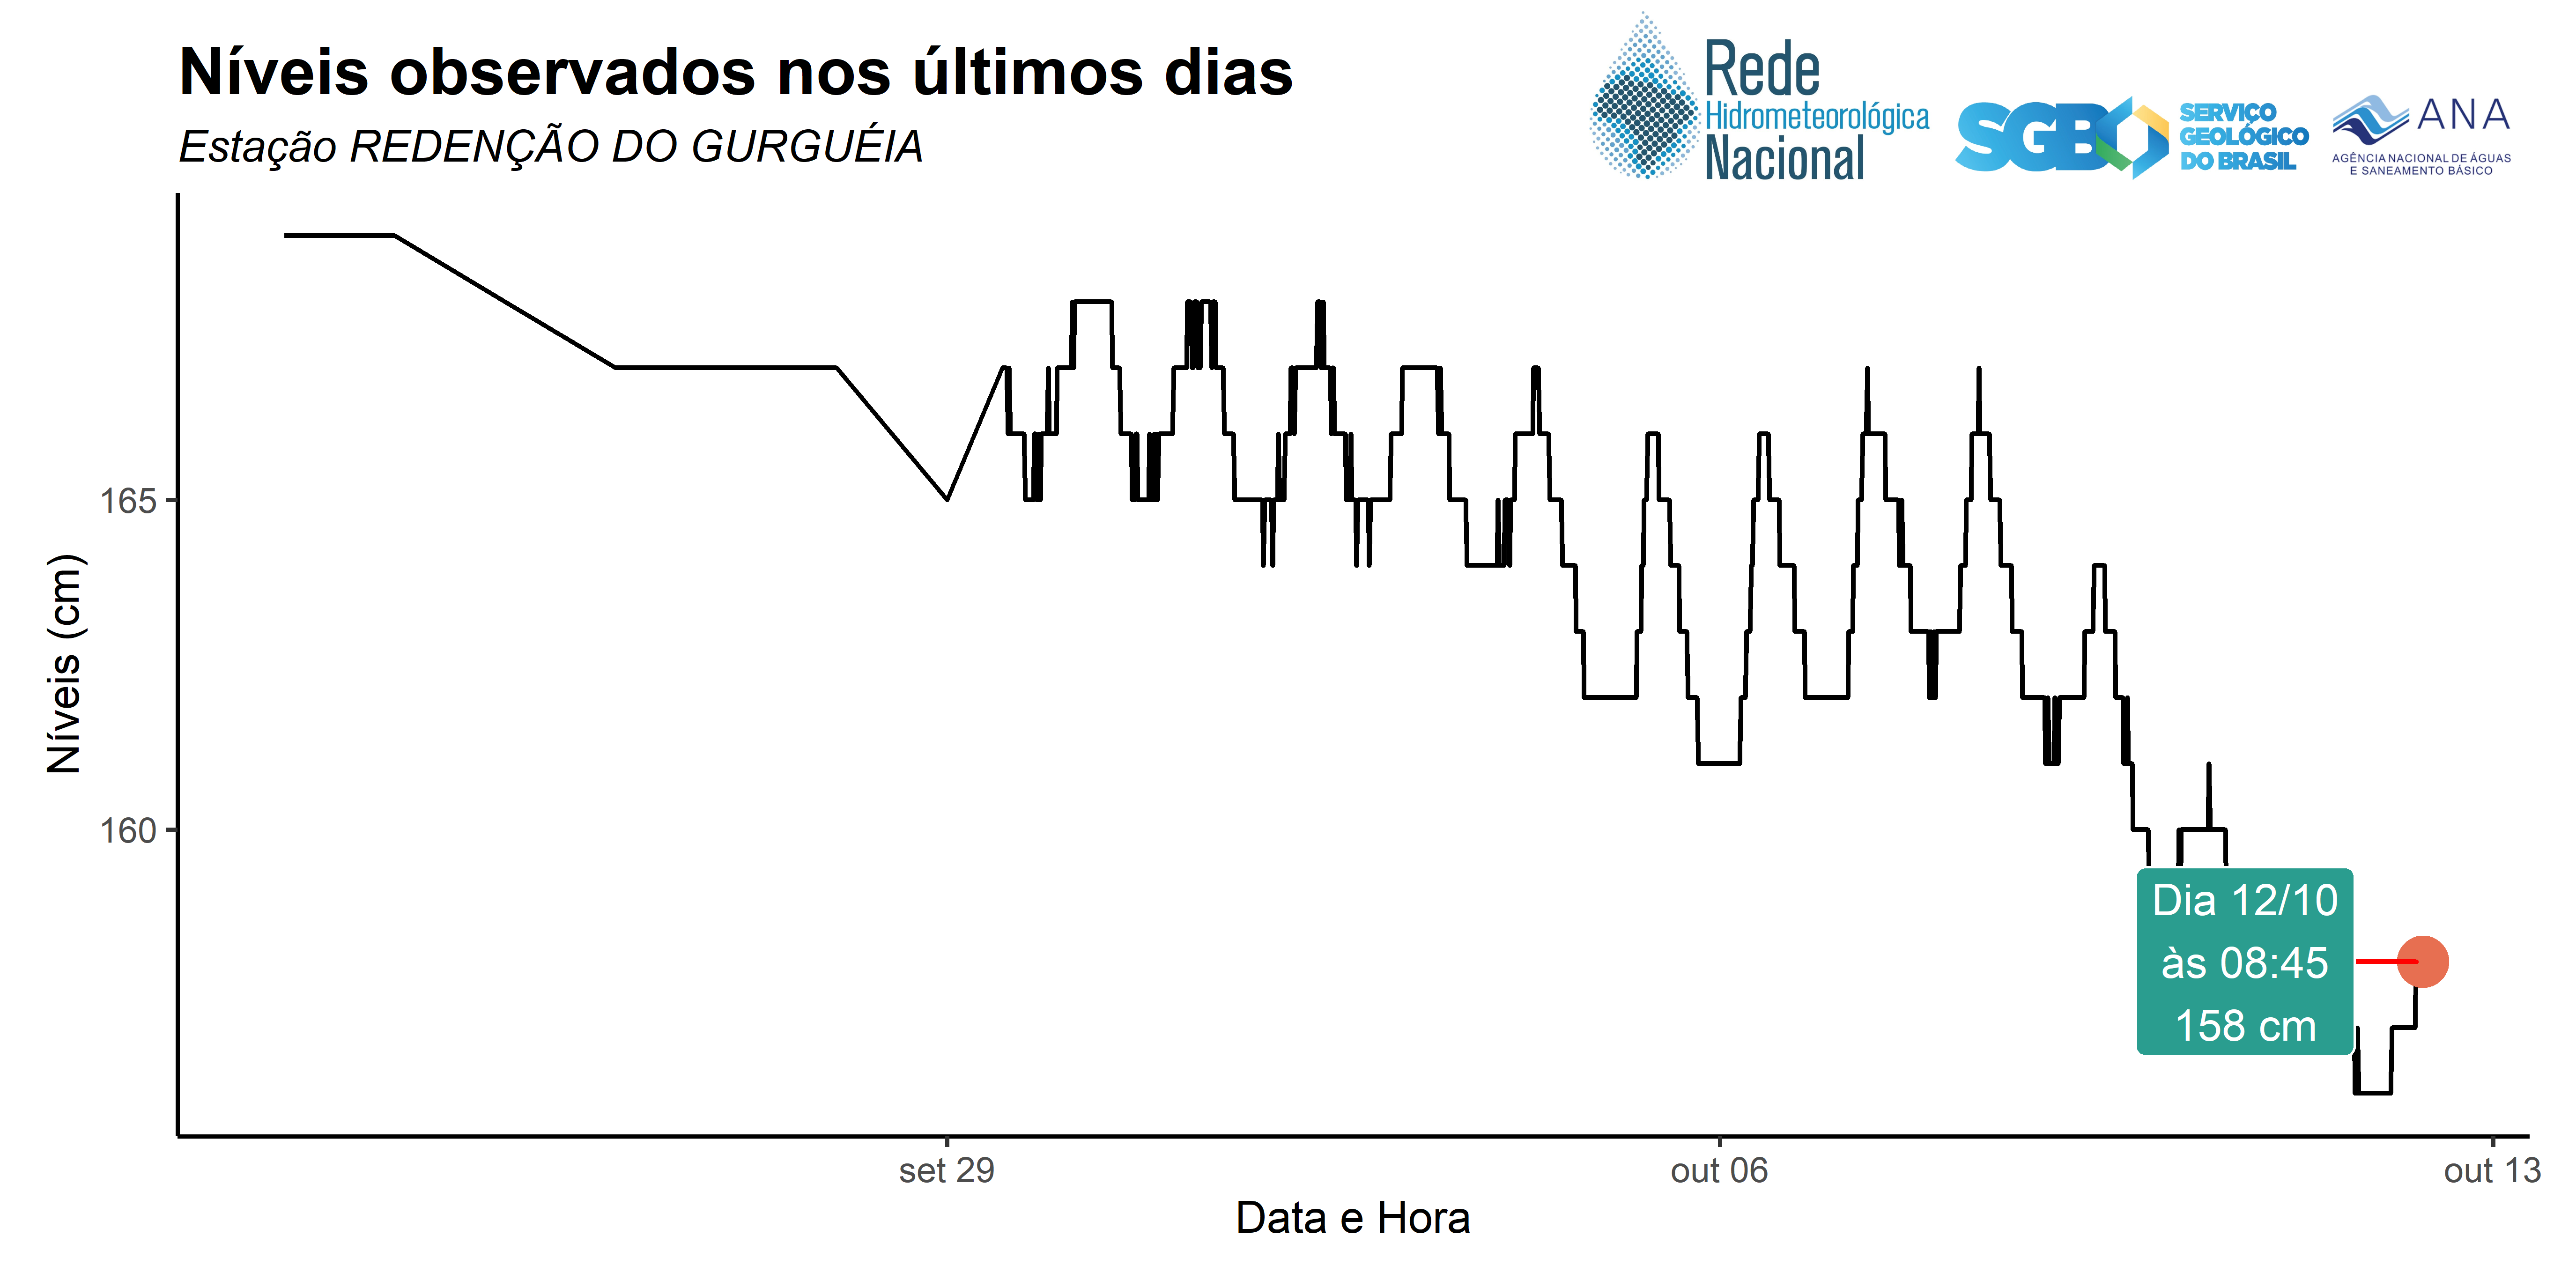 Níveis observados nos últimos dias
Estação REDENÇÃO DO GURGUÉIA
Rede
Hidrometeorológica
Nacional
SGB
SERVIÇO
GEOLÓGICO
DO BRASIL
ANA
AGÊNCIA NACIONAL DE ÁGUAS
E SANEAMENTO BÁSICO
Níveis (cm)
165
160
Dia 12/10
às 08:45
158 cm
set 29
out 06
out 13
Data e Hora